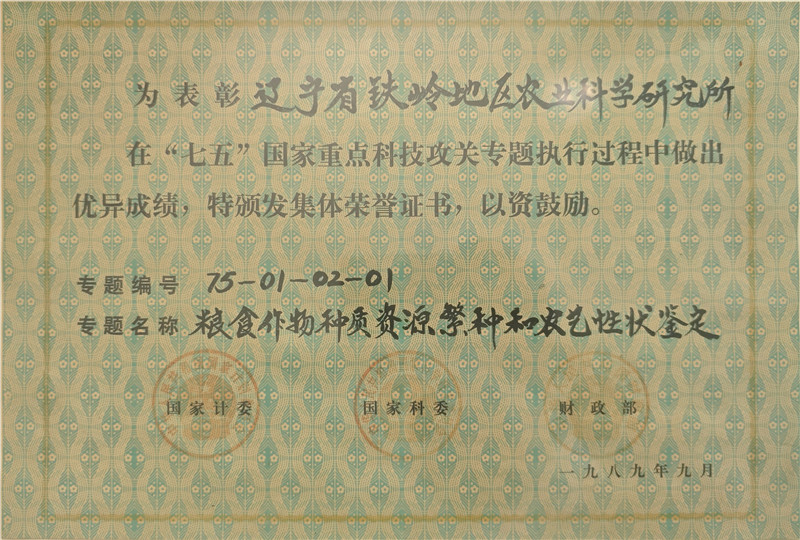 为表彰辽宁省铁岭地区农业科学研究所
在“七五”国家重点科技攻关专题执行过程中做出
优异成绩，特颁发集体荣誉证书，以资鼓励。
专题编号 75-01-02-01
专题名称 粮食作物种质资源繁种和农艺性状鉴定
国家计委 国家科委 财政部
一九八九年九月